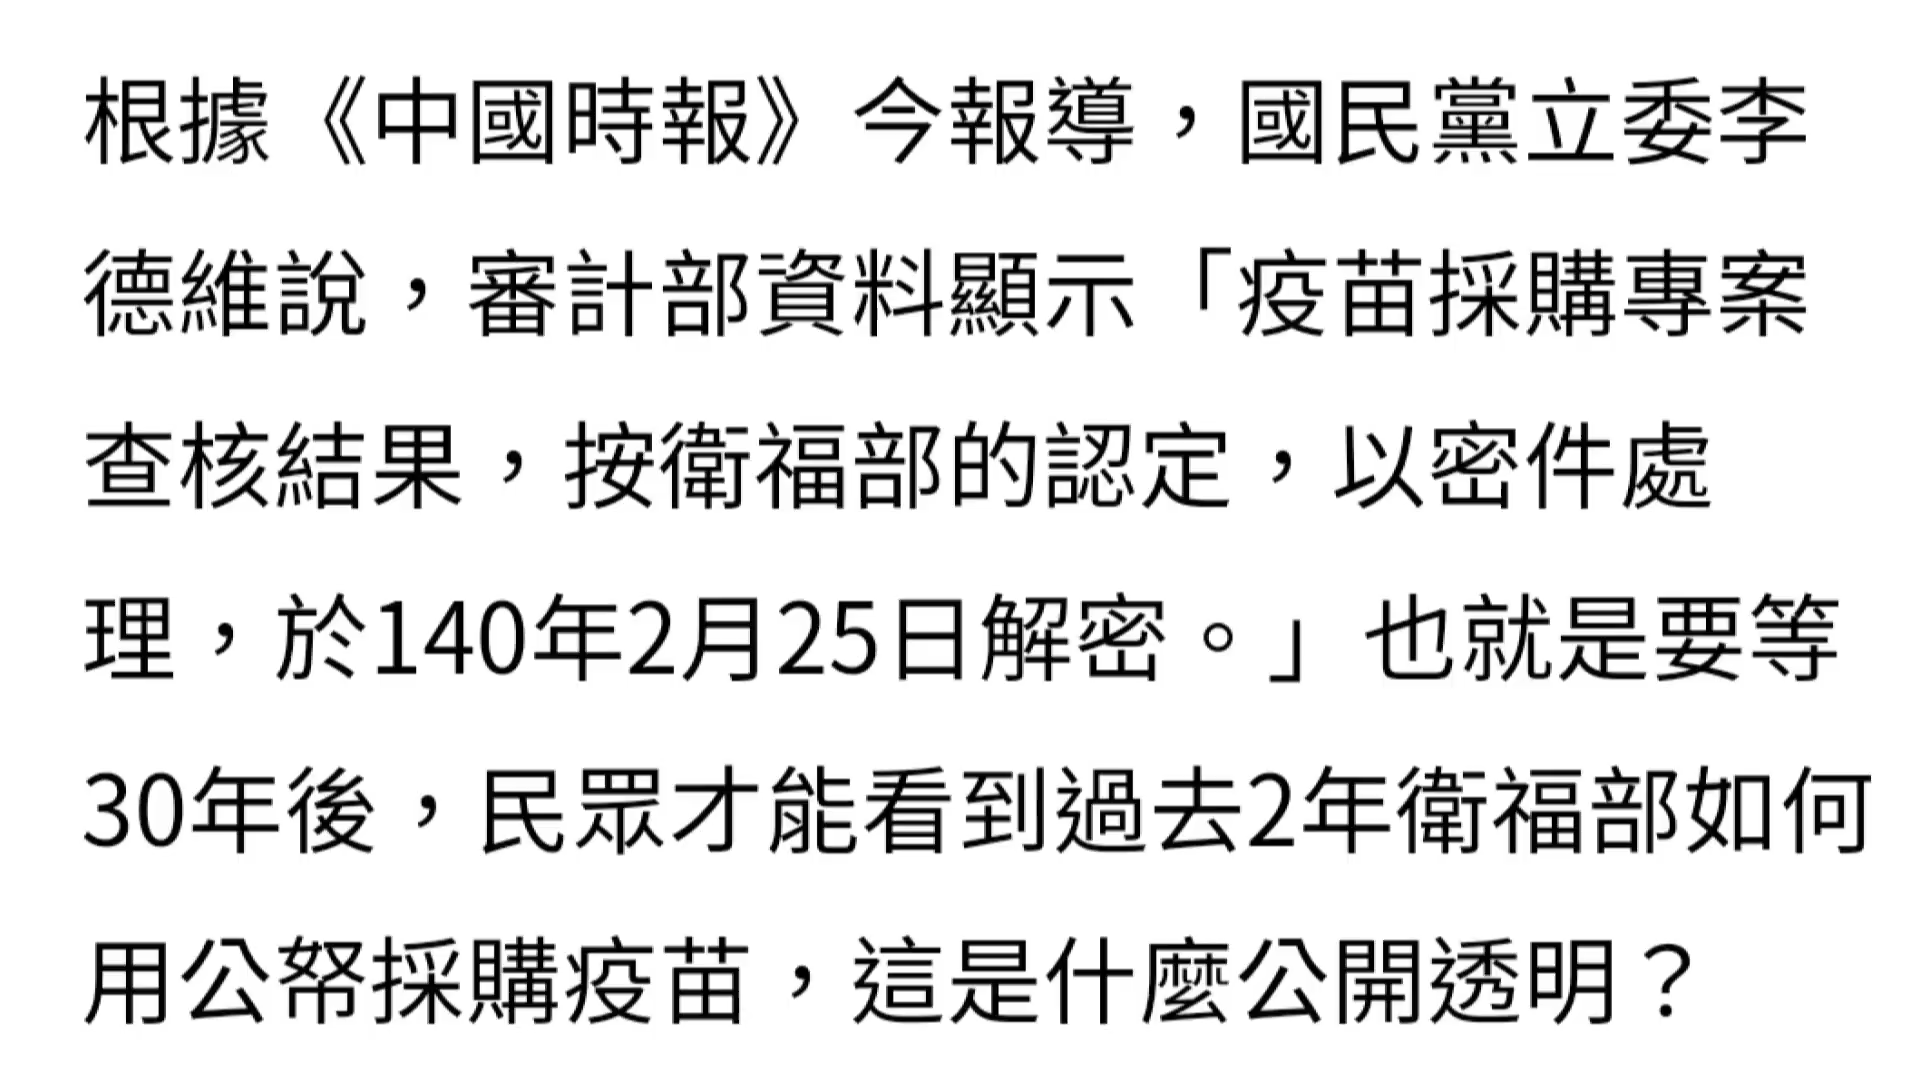 根據《中國時報》今報導，國民黨立委李
德維說，審計部資料顯示「疫苗採購專案
查核結果，按衛福部的認定，以密件處
理，於140年2月25日解密。」也就是要等
30年後，民眾才能看到過去2年衛福部如何
用公帑採購疫苗，這是什麼公開透明？